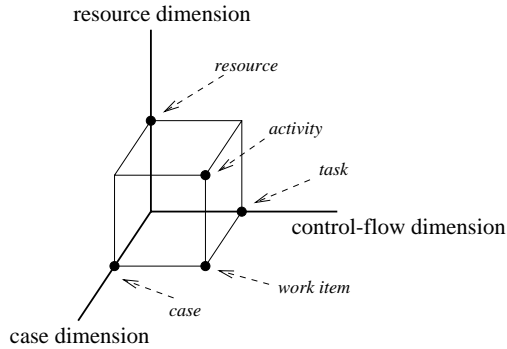 resource dimension
resource
activity
task
control-flow dimension
work item
case
case dimension